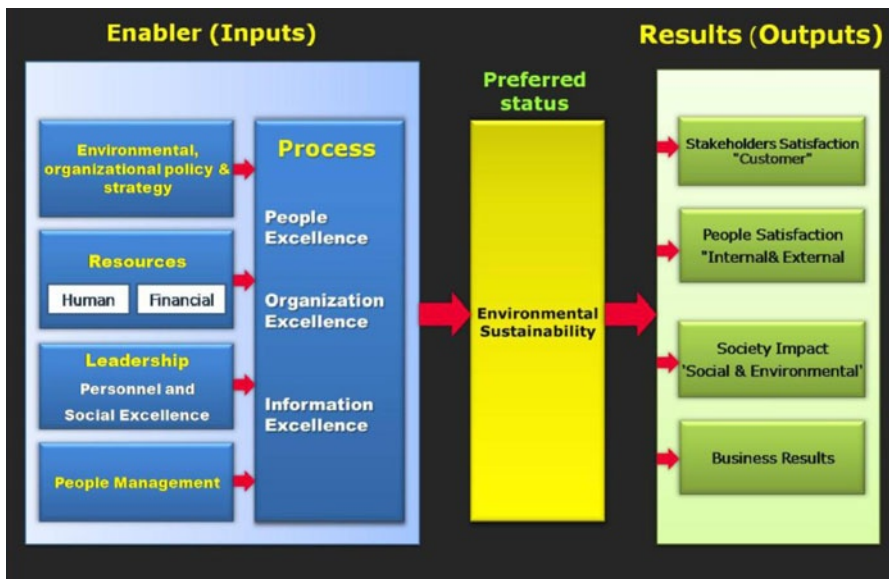 Enabler (Inputs)
Environmental,
organizational policy &
strategy
Resources
Human
Financial
Leadership
Personnel and
Social Excellence
People Management
Process
People
Excellence
Organization
Excellence
Information
Excellence
Preferred
status
Environmental
Sustainability
Results (Outputs)
Stakeholders Satisfaction
"Customer"
People Satisfaction
"Internal& External
Society Impact
'Social & Environmental'
Business Results